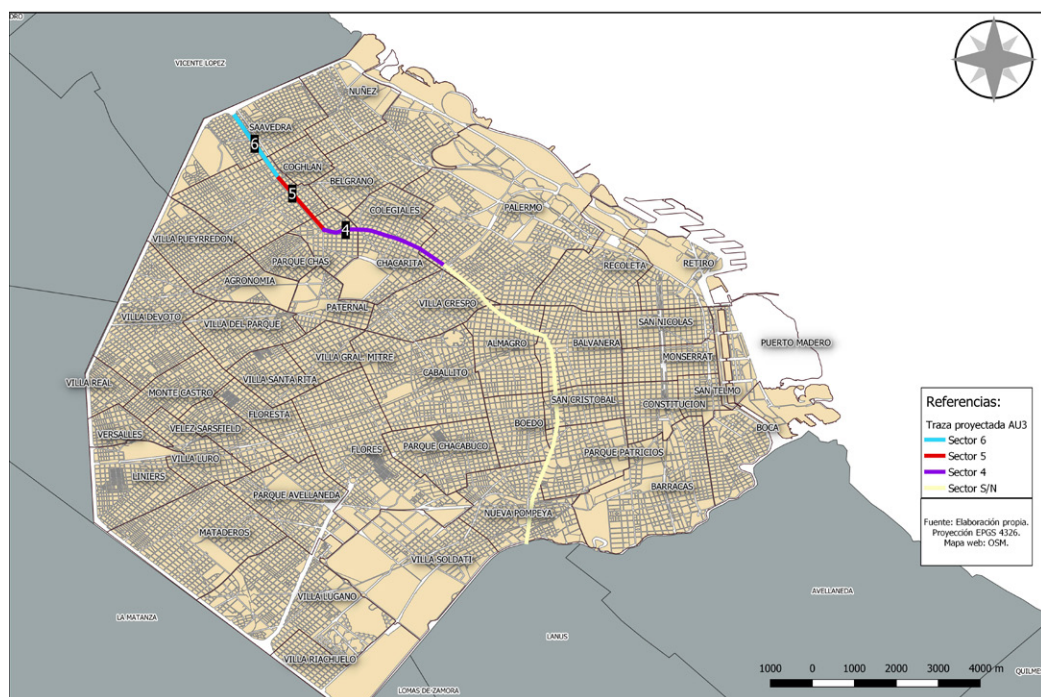 VICENTE LOPEZ
NUÑEZ
SAAVEDRA
6
COGHLAN
BELGRANO
5
COLEGIALES
PALERMO
4
VILLA PUEYRREDON
PARQUE CHAS
CHACARITA
RECOLETA
RETIRO
AGRONOMIA
PATERNAL
VILLA CRESPO
VILLA DEVOTO
VILLA DEL PARQUE
SAN NICOLAS
ALMAGRO
BALVANERA
PUERTO MADERO
VILLA GRAL. MITRE
MONSERRAT
CABALLITO
VILLA REAL
VILLA SANTA RITA
MONTE CASTRO
SAN TELMO
SAN CRISTOBAL
CONSTITUCION
FLORESTA
BOEDO
BOCA
VERSALLES
VELEZ SARSFIELD
PARQUE CHACABUCO
FLORES
PARQUE PATRICIOS
VILLA LURO
LINIERS
BARRACAS
PARQUE AVELLANEDA
NUEVA POMPEYA
MATADEROS
VILLA SOLDATI
VILLA LUGANO
AVELLANEDA
LA MATANZA
LANUS
VILLA RIACHUELO
LOMAS DE-ZAMORA
QUILMES
Referencias:
Traza proyectada AU3
Sector 6
Sector 5
Sector 4
Sector S/N
Fuente: Elaboración propia.
Proyección EPGS 4326.
Mapa web: OSM.
1000 0 1000 2000 3000 4000 m